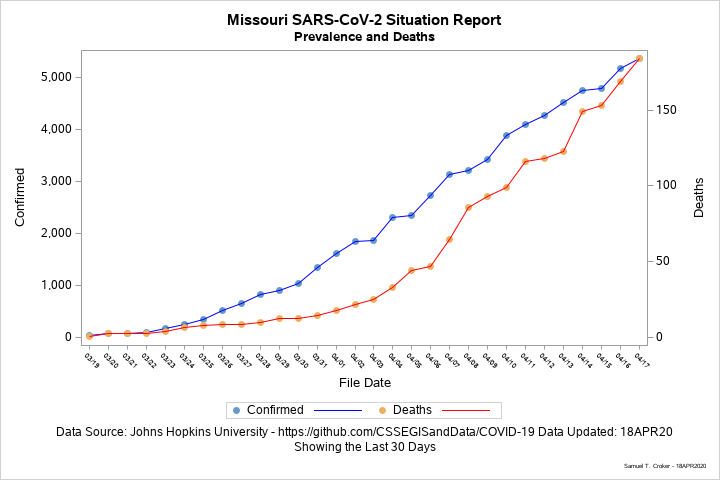 Missouri SARS-CoV-2 Situation Report
Prevalence and Deaths
Confirmed
5,000
4,000
3,000
2,000
1,000
0
150
100
50
0
Deaths
03/19 03/20 03/21 03/22 03/23 03/24 03/25 03/26 03/27 03/28 03/29 03/30 03/31 04/01 04/02 04/03 04/04 04/05 04/06 04/07 04/08 04/09 04/10 04/11 04/12 04/13 04/14 04/15 04/16 04/17
File Date
Confirmed Deaths
Data Source: Johns Hopkins University - https://github.com/CSSEGISandData/COVID-19 Data Updated: 18APR20
Showing the Last 30 Days
Samuel T. Croker - 18APR2020